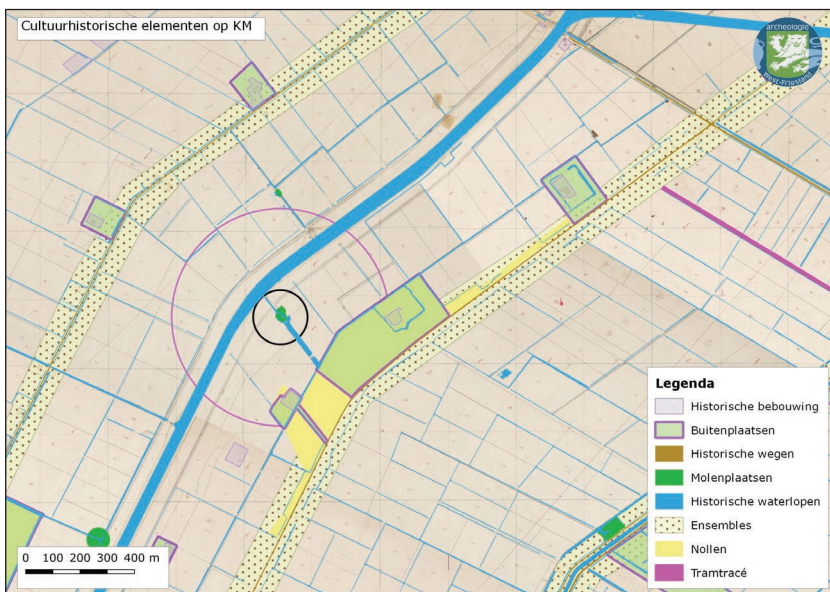 Cultuurhistorische elementen op KM
archeologie
West-Friesland
Legenda
Historische bebouwing
Buitenplaatsen
Historische wegen
Molenplaatsen
Historische waterlopen
Ensembles
Nollen
Tramtracé
0 100 200 300 400 m